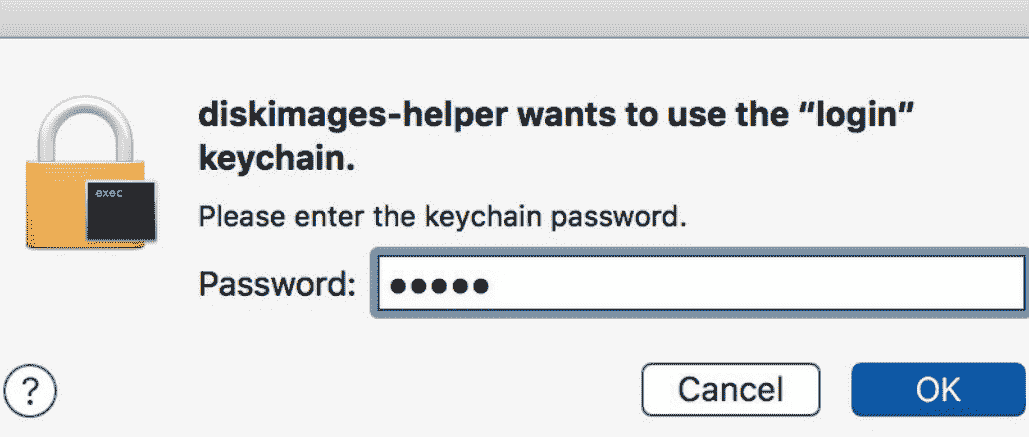 diskimages-helper wants to use the “login”
keychain.
exec
Please enter the keychain password.
Password: •••••
?
Cancel
OK